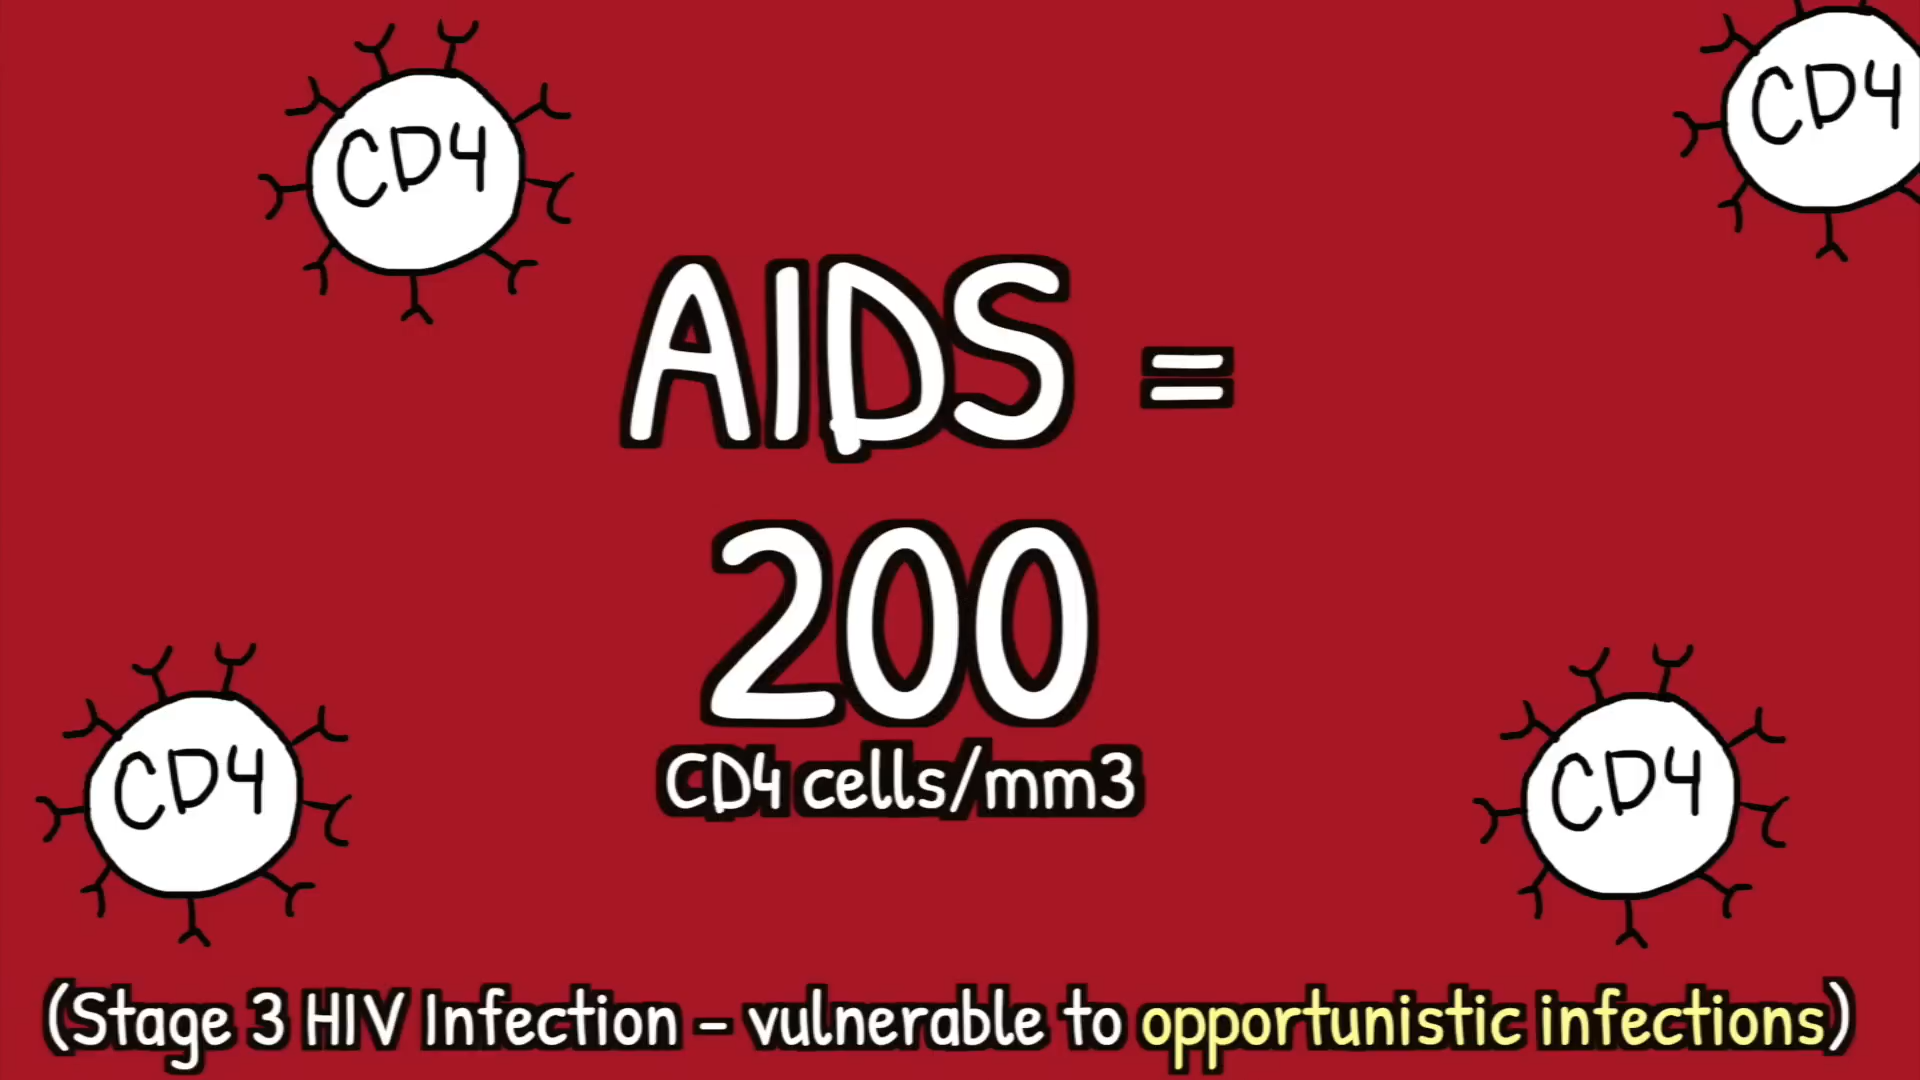 CD4
CD4
AIDS =
200
CD4 cells/mm3
CD4
CD4
(Stage 3 HIV Infection – vulnerable to opportunistic infections)